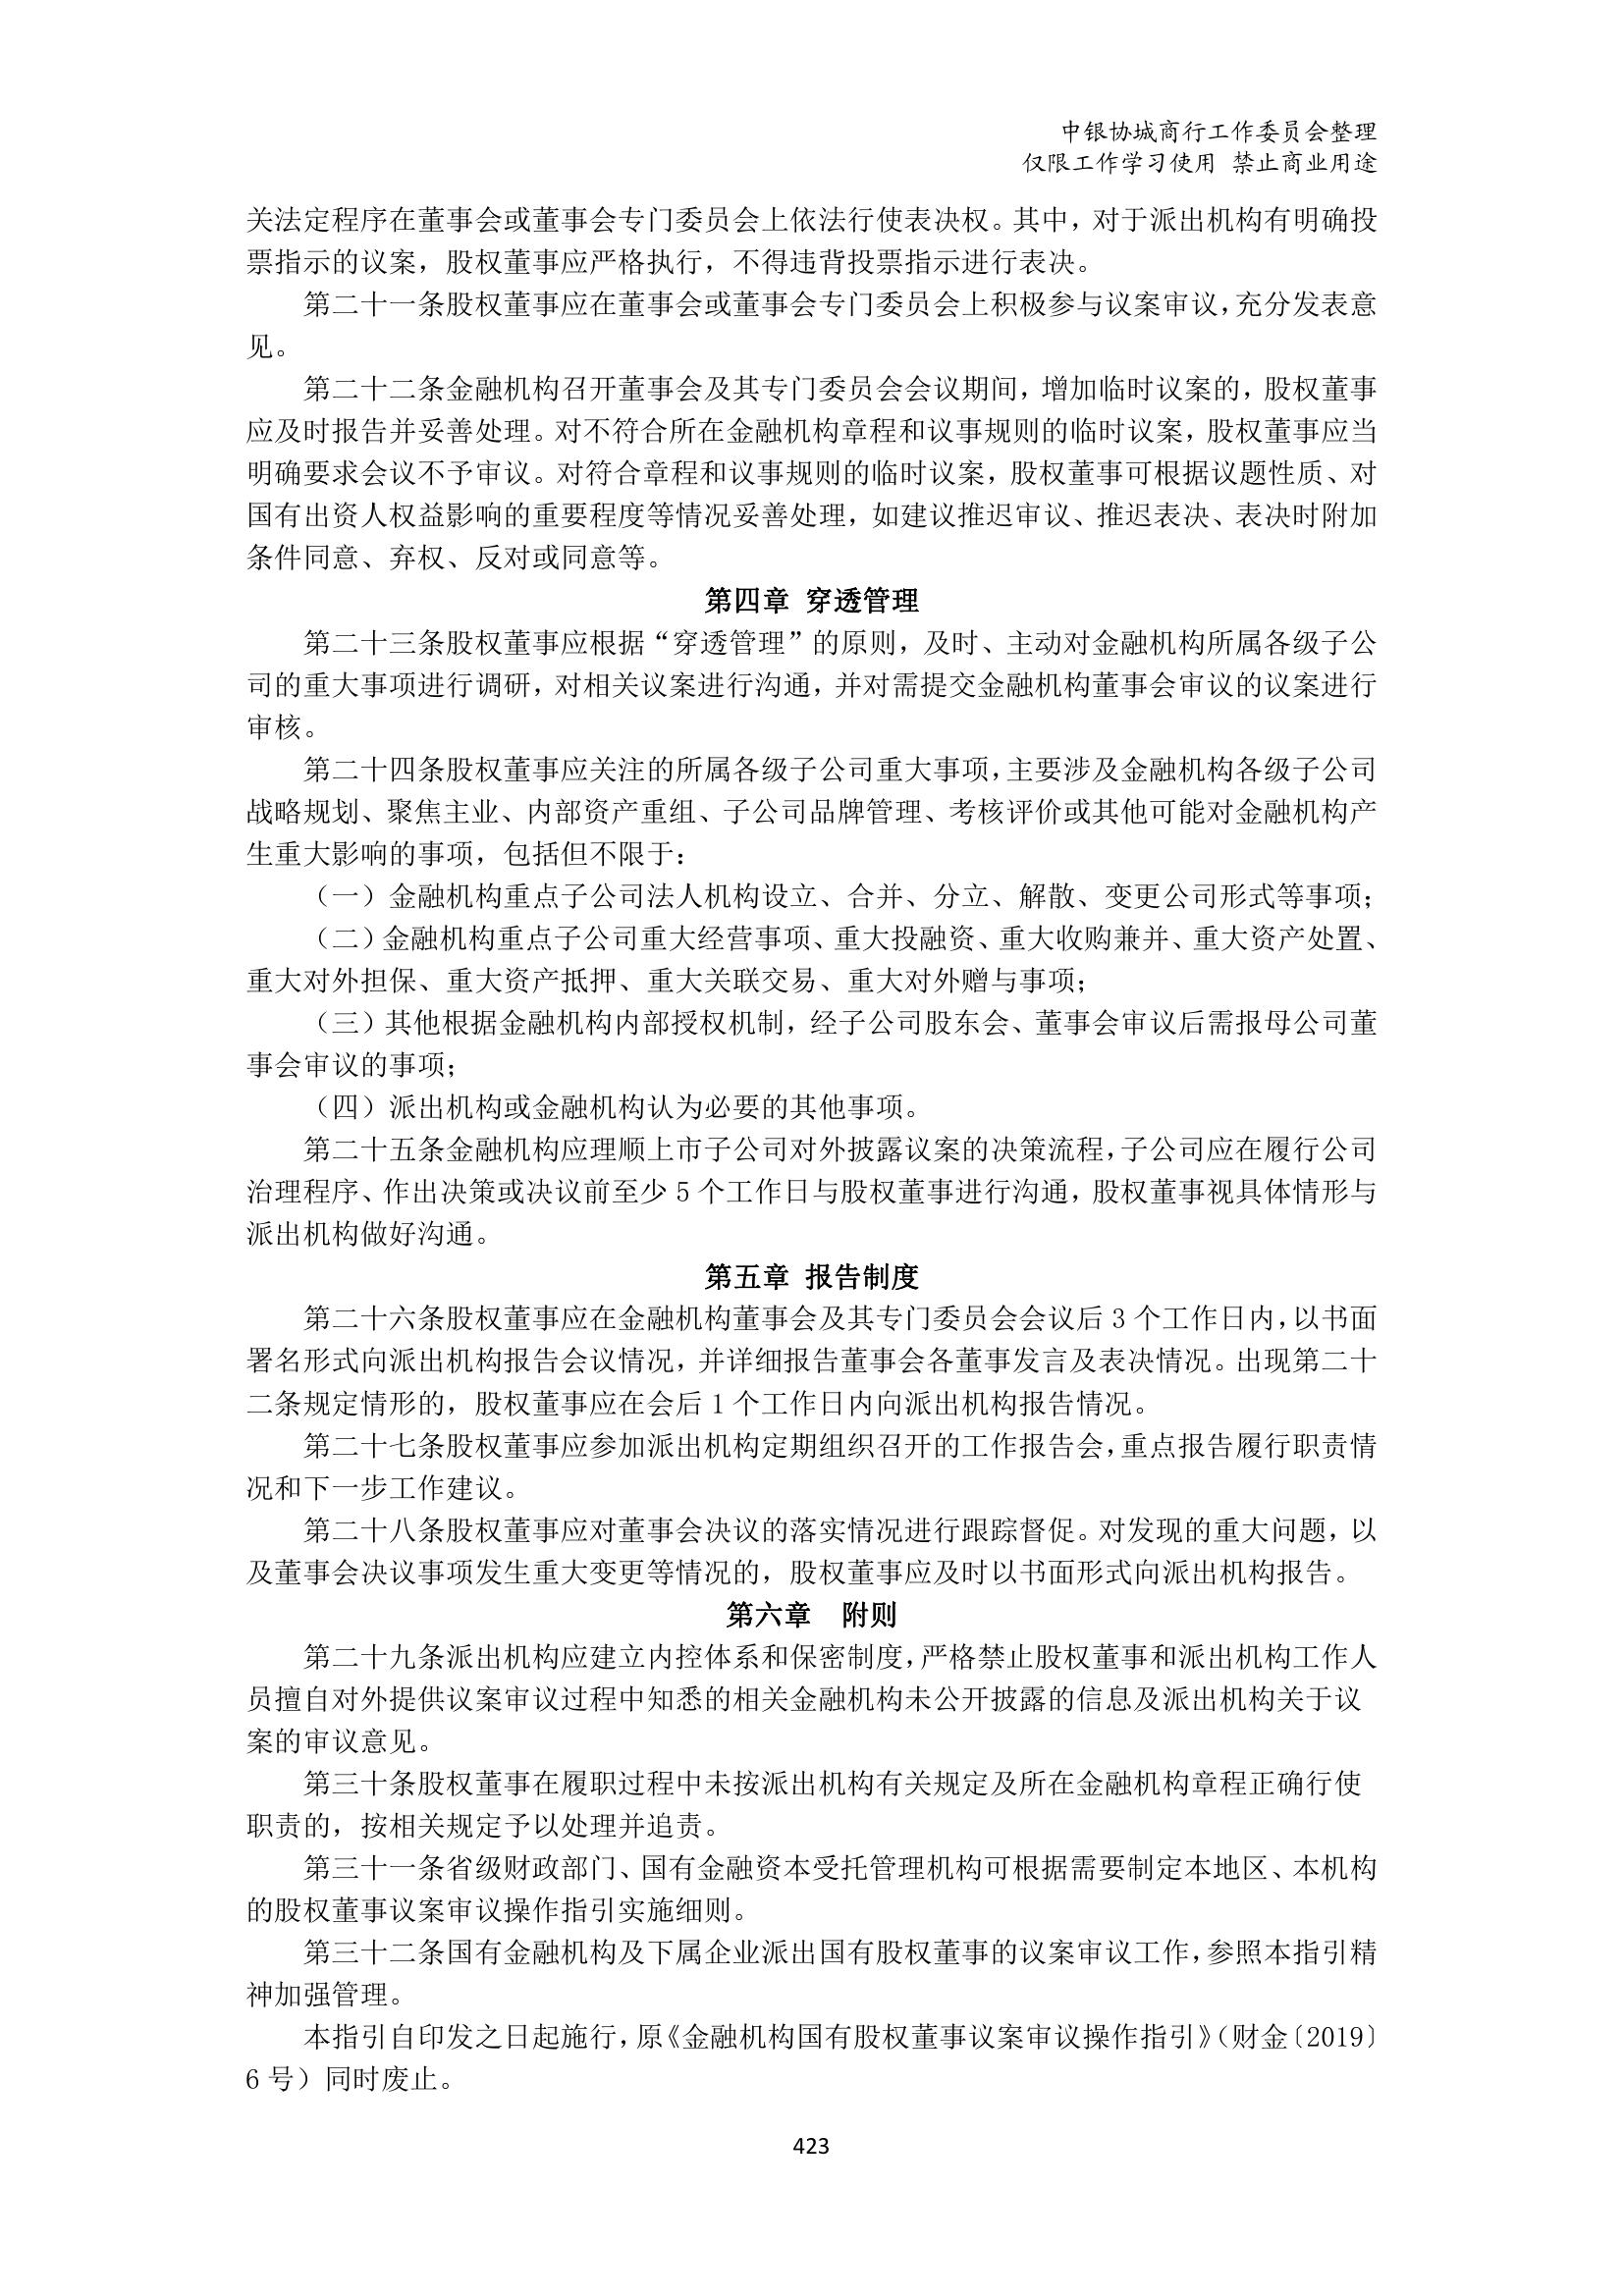 中银协城商行工作委员会整理
仅限工作学习使用 禁止商业用途
关法定程序在董事会或董事会专门委员会上依法行使表决权。其中，对于派出机构有明确投
票指示的议案，股权董事应严格执行，不得违背投票指示进行表决。
第二十一条股权董事应在董事会或董事会专门委员会上积极参与议案审议，充分发表意
见。
第二十二条金融机构召开董事会及其专门委员会会议期间，增加临时议案的，股权董事
应及时报告并妥善处理。对不符合所在金融机构章程和议事规则的临时议案，股权董事应当
明确要求会议不予审议。对符合章程和议事规则的临时议案，股权董事可根据议题性质、对
国有出资人权益影响的重要程度等情况妥善处理，如建议推迟审议、推迟表决、表决时附加
条件同意、弃权、反对或同意等。
第四章 穿透管理
第二十三条股权董事应根据“穿透管理”的原则，及时、主动对金融机构所属各级子公
司的重大事项进行调研，对相关议案进行沟通，并对需提交金融机构董事会审议的议案进行
审核。
第二十四条股权董事应关注的所属各级子公司重大事项，主要涉及金融机构各级子公司
战略规划、聚焦主业、内部资产重组、子公司品牌管理、考核评价或其他可能对金融机构产
生重大影响的事项，包括但不限于：
（一）金融机构重点子公司法人机构设立、合并、分立、解散、变更公司形式等事项；
（二）金融机构重点子公司重大经营事项、重大投融资、重大收购兼并、重大资产处置、
重大对外担保、重大资产抵押、重大关联交易、重大对外赠与事项；
（三）其他根据金融机构内部授权机制，经子公司股东会、董事会审议后需报母公司董
事会审议的事项；
（四）派出机构或金融机构认为必要的其他事项。
第二十五条金融机构应理顺上市子公司对外披露议案的决策流程，子公司应在履行公司
治理程序、作出决策或决议前至少 5 个工作日与股权董事进行沟通，股权董事视具体情形与
派出机构做好沟通。
第五章 报告制度
第二十六条股权董事应在金融机构董事会及其专门委员会会议后 3 个工作日内，以书面
署名形式向派出机构报告会议情况，并详细报告董事会各董事发言及表决情况。出现第二十
二条规定情形的，股权董事应在会后 1 个工作日内向派出机构报告情况。
第二十七条股权董事应参加派出机构定期组织召开的工作报告会，重点报告履行职责情
况和下一步工作建议。
第二十八条股权董事应对董事会决议的落实情况进行跟踪督促。对发现的重大问题，以
及董事会决议事项发生重大变更等情况的，股权董事应及时以书面形式向派出机构报告。
第六章 附则
第二十九条派出机构应建立内控体系和保密制度，严格禁止股权董事和派出机构工作人
员擅自对外提供议案审议过程中知悉的相关金融机构未公开披露的信息及派出机构关于议
案的审议意见。
第三十条股权董事在履职过程中未按派出机构有关规定及所在金融机构章程正确行使
职责的，按相关规定予以处理并追责。
第三十一条省级财政部门、国有金融资本受托管理机构可根据需要制定本地区、本机构
的股权董事议案审议操作指引实施细则。
第三十二条国有金融机构及下属企业派出国有股权董事的议案审议工作，参照本指引精
神加强管理。
本指引自印发之日起施行，原《金融机构国有股权董事议案审议操作指引》（财金〔2019〕
6 号）同时废止。
423